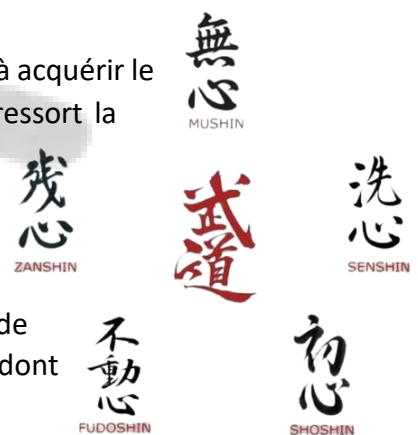 無心
MUSHIN
à acquérir le
ressort la
残心
ZANSHIN
武道
洗心
SENSHIN
de
dont
不動心
FUDOSHIN
初心
SHOSHIN